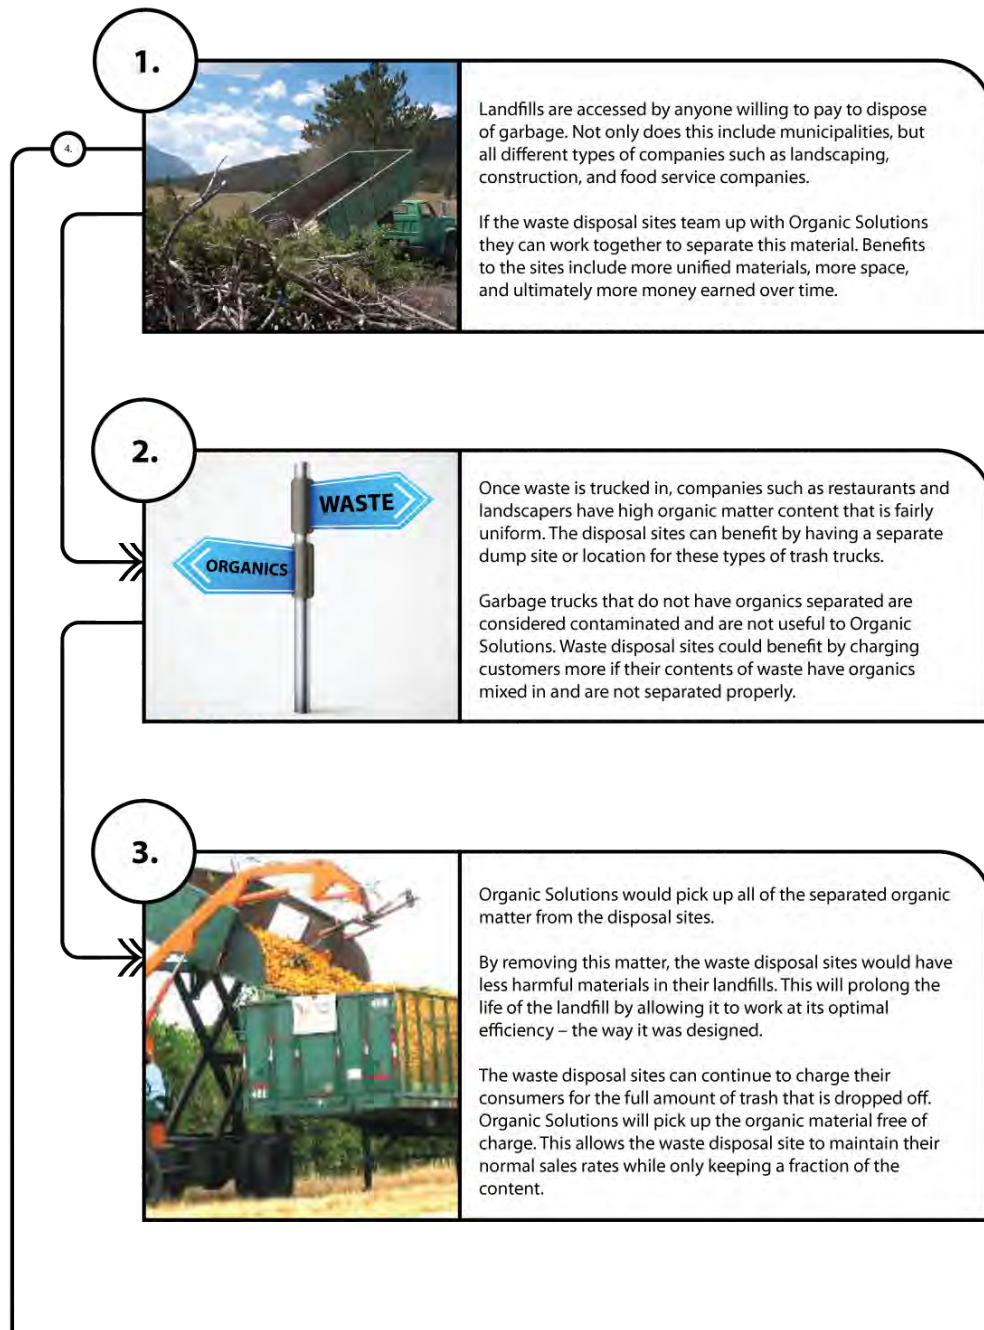 1.
Landfills are accessed by anyone willing to pay to dispose
of garbage. Not only does this include municipalities, but
all different types of companies such as landscaping,
construction, and food service companies.
If the waste disposal sites team up with Organic Solutions
they can work together to separate this material. Benefits
to the sites include more unified materials, more space,
and ultimately more money earned over time.
4.
2.
WASTE
ORGANICS
Once waste is trucked in, companies such as restaurants and
landscapers have high organic matter content that is fairly
uniform. The disposal sites can benefit by having a separate
dump site or location for these types of trash trucks.
Garbage trucks that do not have organics separated are
considered contaminated and are not useful to Organic
Solutions. Waste disposal sites could benefit by charging
customers more if their contents of waste have organics
mixed in and are not separated properly.
3.
Organic Solutions would pick up all of the separated organic
matter from the disposal sites.
By removing this matter, the waste disposal sites would have
less harmful materials in their landfills. This will prolong the
life of the landfill by allowing it to work at its optimal
efficiency – the way it was designed.
The waste disposal sites can continue to charge their
consumers for the full amount of trash that is dropped off.
Organic Solutions will pick up the organic material free of
charge. This allows the waste disposal site to maintain their
normal sales rates while only keeping a fraction of the
content.